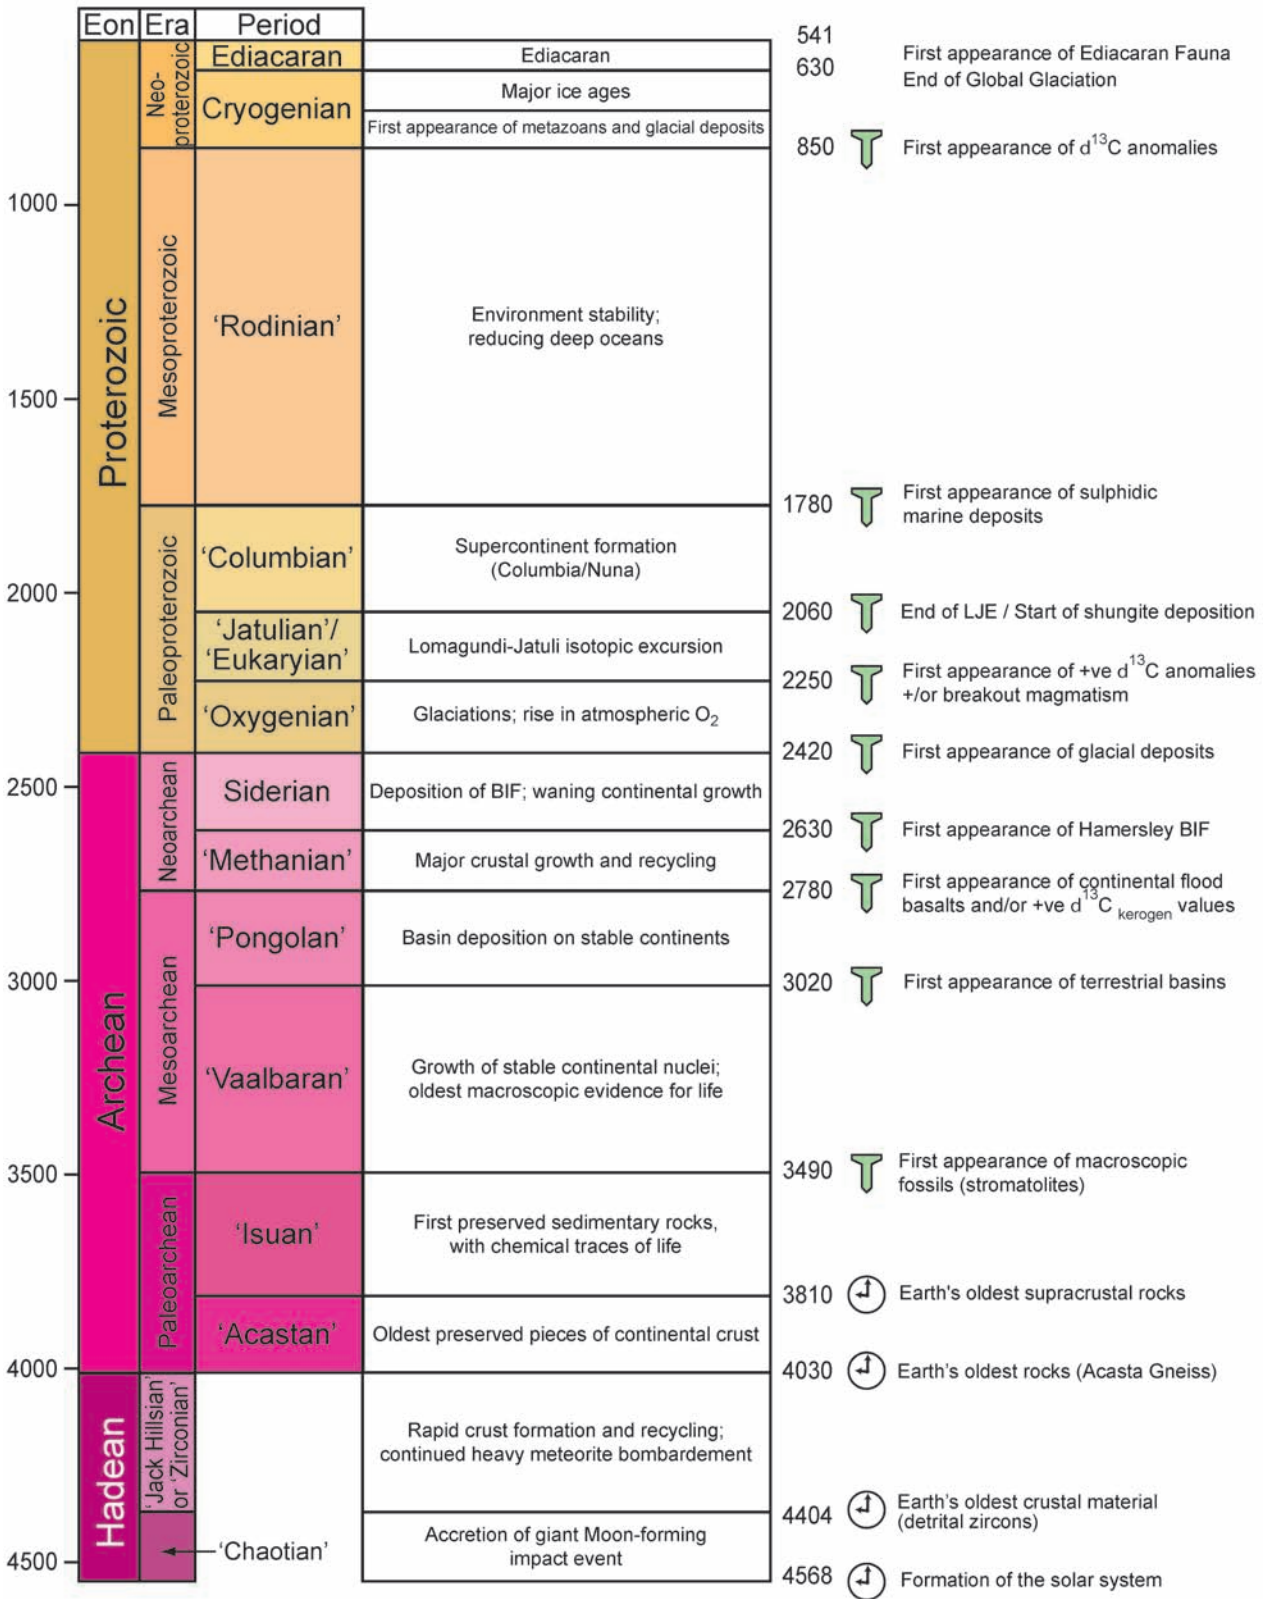 Eon Era Period
541
Ediacaran
Ediacaran
First appearance of Ediacaran Fauna
630
End of Global Glaciation
Neo-
proterozoic
Cryogenian
Major ice ages
First appearance of metazoans and glacial deposits
850
First appearance of d13C anomalies
1000
Proterozoic
Mesoproterozoic
'Rodinian'
Environment stability;
reducing deep oceans
1500
1780
First appearance of sulphidic
marine deposits
Paleoproterozoic
'Columbian'
Supercontinent formation
(Columbia/Nuna)
2000
2060
End of LJE / Start of shungite deposition
'Jatulian'/
'Eukaryian'
Lomagundi-Jatuli isotopic excursion
2250
First appearance of +ve d13C anomalies
+/or breakout magmatism
'Oxygenian'
Glaciations; rise in atmospheric O2
2420
First appearance of glacial deposits
2500
Archean
Neoarchean
Siderian
Deposition of BIF; waning continental growth
2630
First appearance of Hamersley BIF
'Methanian'
Major crustal growth and recycling
2780
First appearance of continental flood
basalts and/or +ve d13C kerogen values
Mesoarchean
'Pongolan'
Basin deposition on stable continents
3000
3020
First appearance of terrestrial basins
'Vaalbaran'
Growth of stable continental nuclei;
oldest macroscopic evidence for life
3500
3490
First appearance of macroscopic
fossils (stromatolites)
Paleoarchean
'Isuan'
First preserved sedimentary rocks,
with chemical traces of life
3810
Earth's oldest supracrustal rocks
'Acastan'
Oldest preserved pieces of continental crust
4000
4030
Earth's oldest rocks (Acasta Gneiss)
Hadean
'Jack Hillsian'
or 'Zirconian'
Rapid crust formation and recycling;
continued heavy meteorite bombardement
4404
Earth's oldest crustal material
(detrital zircons)
'Chaotian'
Accretion of giant Moon-forming
impact event
4500
4568
Formation of the solar system